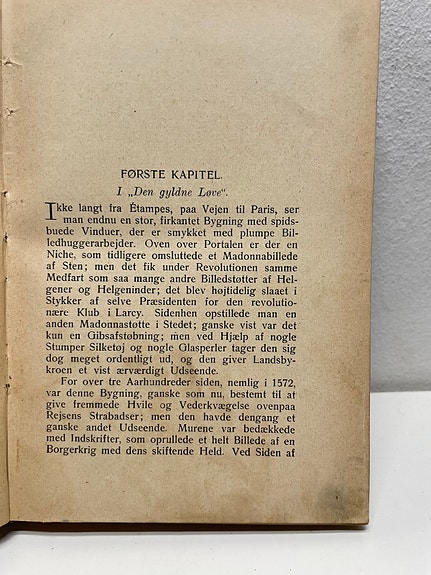 FØRSTE KAPITEL.
I „Den gyldne Løve“.
Ikke langt fra Étampes, paa Vejen til Paris, ser
man endnu en stor, firkantet Bygning med spids-
buede Vinduer, der er smykket med plumpe Bil-
ledhuggerarbejder. Oven over Portalen er der en
Niche, som tidligere omsluttede et Madonnabillede
af Sten; men det fik under Revolutionen samme
Medfart som saa mange andre Billedstøtter af Hel-
gener og Helgeninder; det blev højtidelig slaaet i
Stykker af selve Præsidenten for den revolutio-
nære Klub i Larcy. Sidenhen opstillede man en
anden Madonnastøtte i Stedet; ganske vist var det
kun en Gibsafstøbning; men ved Hjælp af nogle
Stumper Silketøj og nogle Glasperler tager den sig
dog meget ordentligt ud, og den giver Landsby-
kroen et vist ærværdigt Udseende.
For over tre Aarhundreder siden, nemlig i 1572,
var denne Bygning, ganske som nu, bestemt til at
give fremmede Hvile og Vederkvægelse ovenpaa
Rejsens Strabadser; men den havde dengang et
ganske andet Udseende. Murene var bedækkede
med Indskrifter, som oprullede et helt Billede af en
Borgerkrig med dens skiftende Held. Ved Siden af